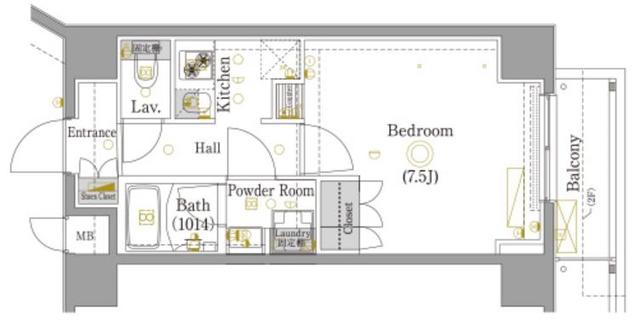 固定棚
Lav.
Kitchen
Entrance
Hall
Bedroom
(7.5J)
Balcony
(2F)
Shoes Closet
Bath
(1014)
Powder Room
Closet
Laundry
固定棚
MB